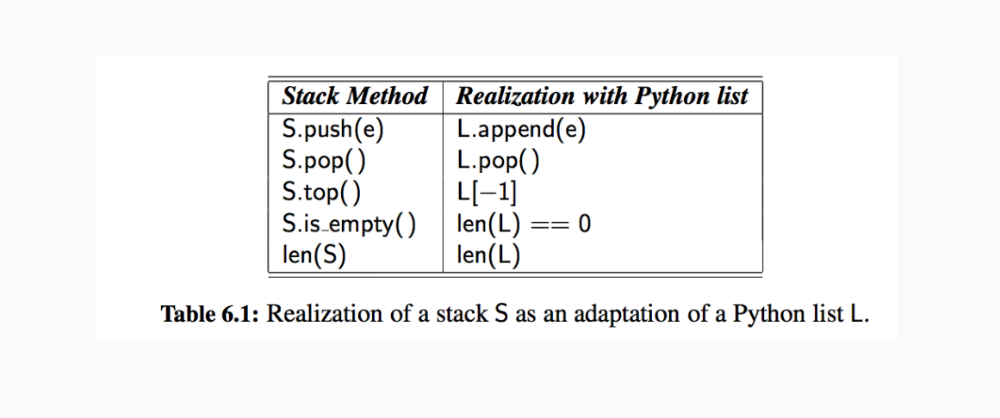 Stack Method Realization with Python list
S.push(e) L.append(e)
S.pop() L.pop()
S.top() L[−1]
S.is_empty() len(L) == 0
len(S) len(L)
Table 6.1: Realization of a stack S as an adaptation of a Python list L.